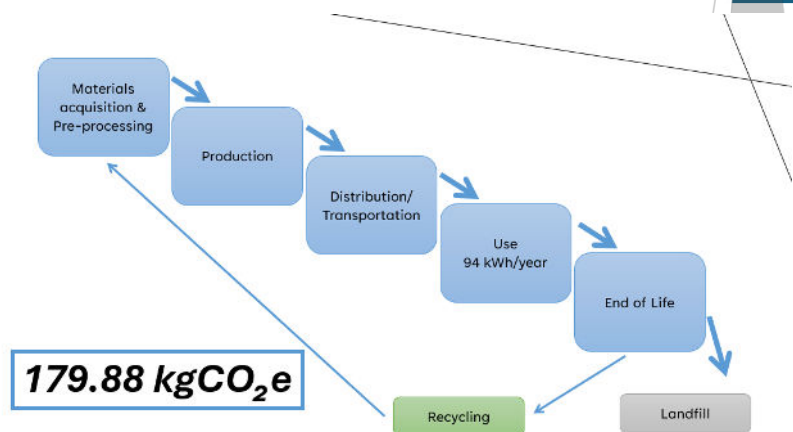 Materials
acquisition &
Pre-processing
Production
Distribution/
Transportation
Use
94 kWh/year
End of Life
179.88 kgCO₂e
Recycling
Landfill